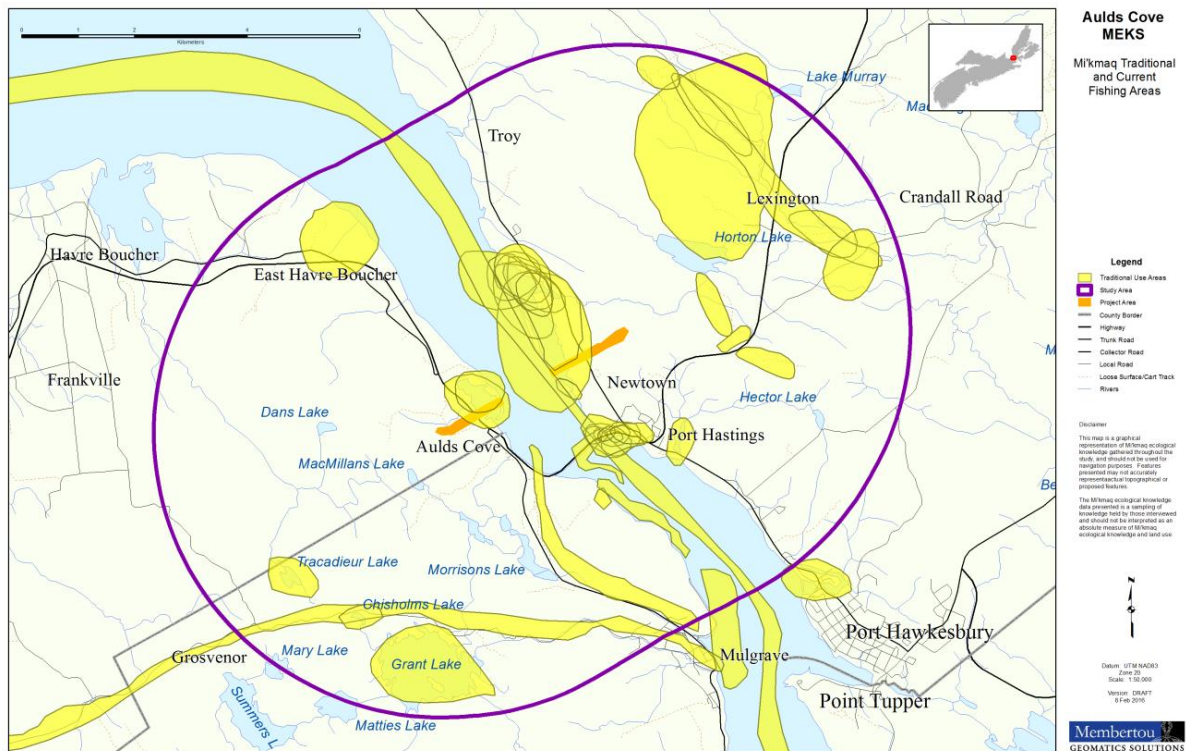 0 2 4 8
Kilometers
Troy
Lake Murray
Lexington
Crandall Road
Horton Lake
Havre Boucher
East Havre Boucher
Frankville
Newtown
Hector Lake
Dans Lake
Aulds Cove
Port Hastings
MacMillans Lake
Tracadieur Lake
Morrisons Lake
Chisholms Lake
Port Hawkesbury
Grosvenor
Mary Lake
Grant Lake
Mulgrave
Point Tupper
Summers L
Matties Lake
Aulds Cove
MEKS
Mi'kmaq Traditional
and Current
Fishing Areas
Legend
Traditional Use Areas
Study Area
Project Area
County Border
Highway
Trunk Road
Collector Road
Local Road
Loose Surface/Cart Track
Rivers
Disclaimer
This map is a graphical
representation of Mi'kmaq ecological
knowledge gathered throughout the
study, and should not be used for
navigation purposes. Features
presented may not accurately
representaactual topographical or
proposed features.
The Mi'kmaq ecological knowledge
data presented is a sampling of
knowledge held by those interviewed
and should not be interpreted as an
absolute measure of Mi'kmaq
ecological knowledge and land use
N
Datum: UTM NAD83
Zone 20
Scale: 1:50,000
Version: DRAFT
8 Feb 2016
Membertou
GEOMATICS SOLUTIONS